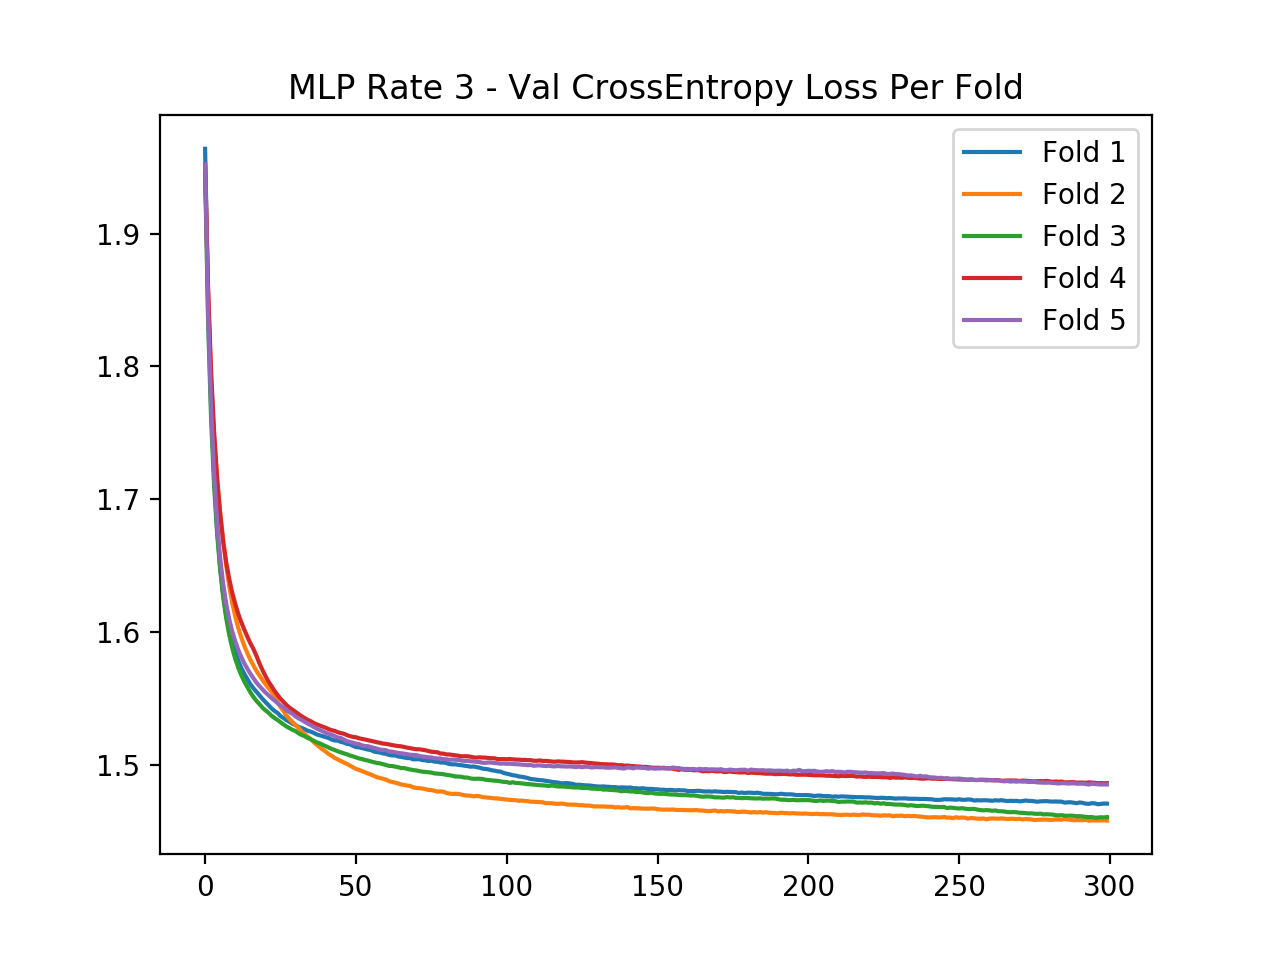 MLP Rate 3 - Val CrossEntropy Loss Per Fold
Fold 1
Fold 2
Fold 3
Fold 4
Fold 5
1.9
1.8
1.7
1.6
1.5
0 50 100 150 200 250 300